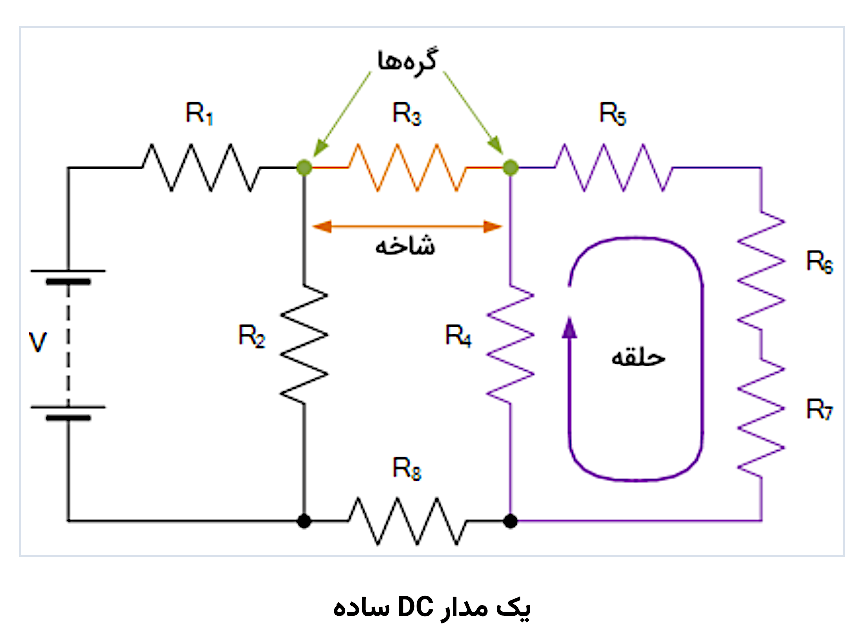 گره‌ها
R₁
R₃
R₅
شاخه
R₆
V
R₂
R₄
حلقه
R₇
R₈
یک مدار DC ساده